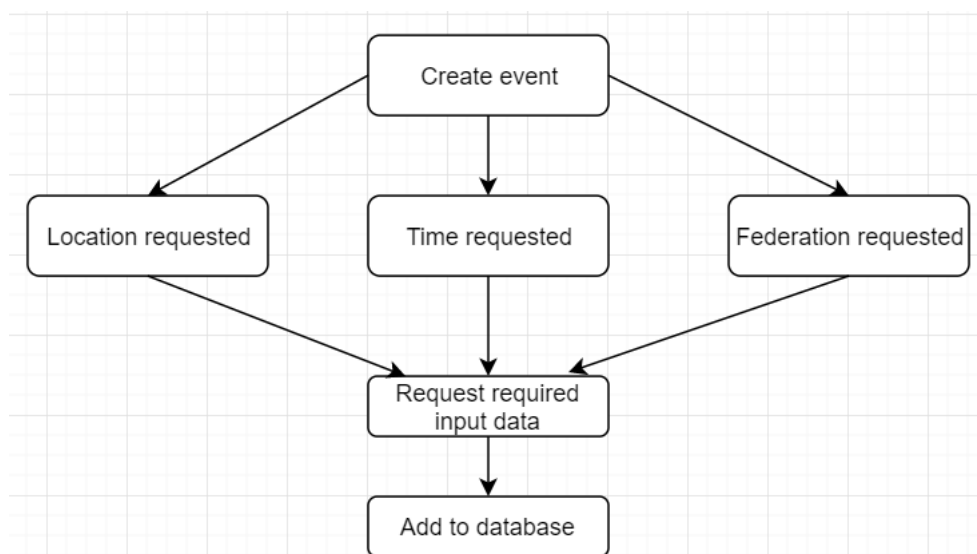 Create event
Location requested
Time requested
Federation requested
Request required
input data
Add to database